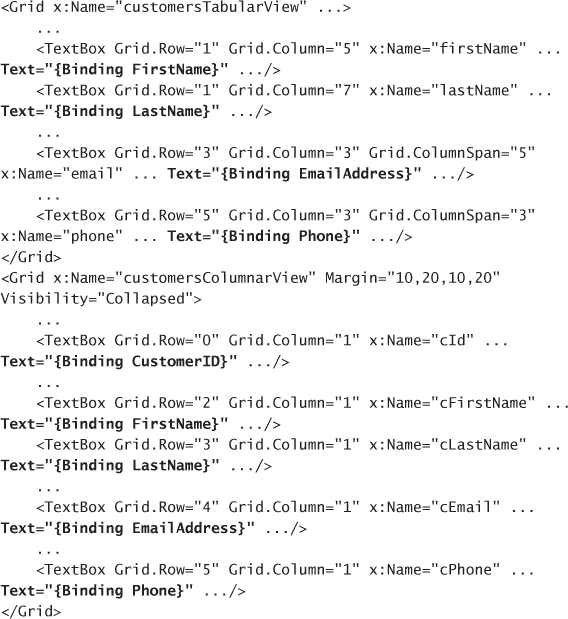 <Grid x:Name="customersTabularView" ...>
    ...
    <TextBox Grid.Row="1" Grid.Column="5" x:Name="firstName" ...
Text="{Binding FirstName}" .../>
    <TextBox Grid.Row="1" Grid.Column="7" x:Name="lastName" ...
Text="{Binding LastName}" .../>
    ...
    <TextBox Grid.Row="3" Grid.Column="3" Grid.ColumnSpan="5"
x:Name="email" ... Text="{Binding EmailAddress}" .../>
    ...
    <TextBox Grid.Row="5" Grid.Column="3" Grid.ColumnSpan="3"
x:Name="phone" ... Text="{Binding Phone}" .../>
</Grid>
<Grid x:Name="customersColumnarView" Margin="10,20,10,20"
Visibility="Collapsed">
    ...
    <TextBox Grid.Row="0" Grid.Column="1" x:Name="cId" ...
Text="{Binding CustomerID}" .../>
    ...
    <TextBox Grid.Row="2" Grid.Column="1" x:Name="cFirstName" ...
Text="{Binding FirstName}" .../>
    <TextBox Grid.Row="3" Grid.Column="1" x:Name="cLastName" ...
Text="{Binding LastName}" .../>
    ...
    <TextBox Grid.Row="4" Grid.Column="1" x:Name="cEmail" ...
Text="{Binding EmailAddress}" .../>
    ...
    <TextBox Grid.Row="5" Grid.Column="1" x:Name="cPhone" ...
Text="{Binding Phone}" .../>
</Grid>